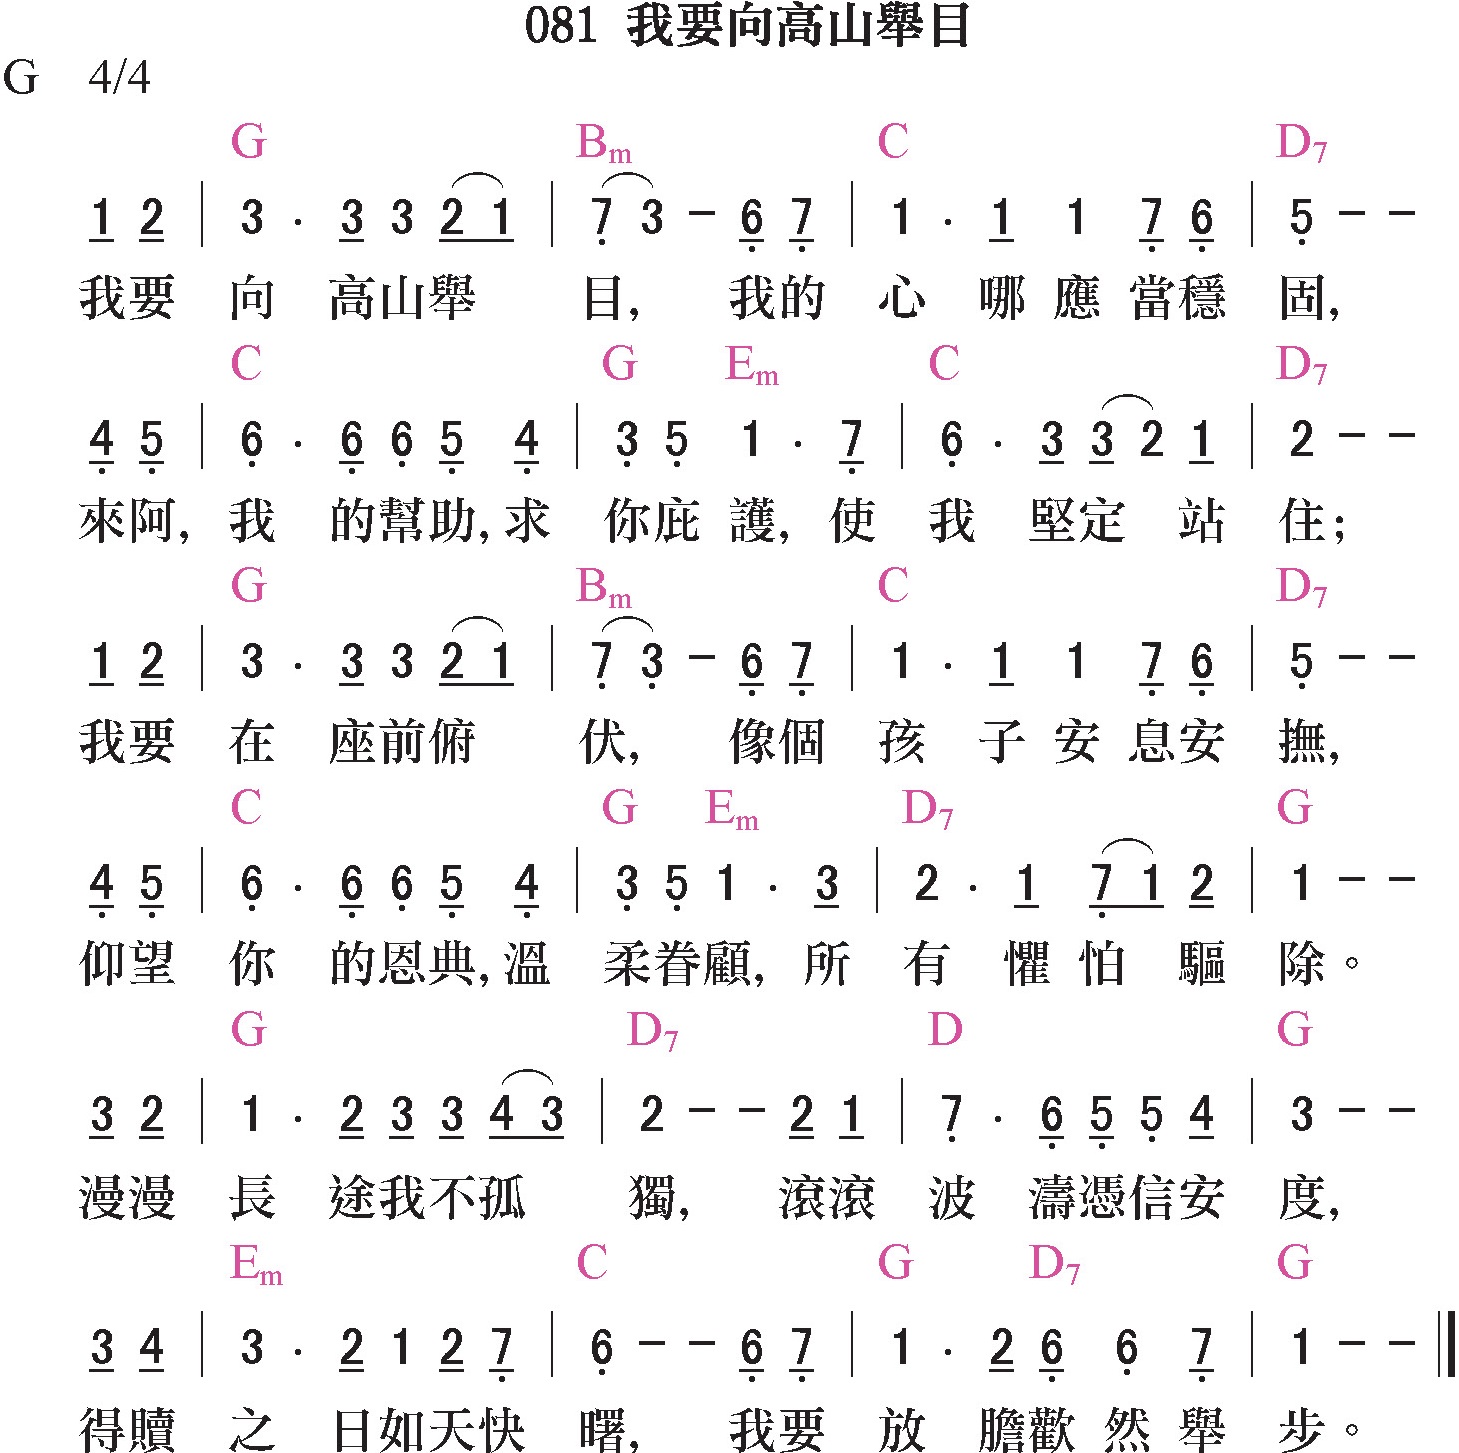 081 我要向高山舉目
G 4/4
G Bm C D7
1 2 | 3 . 3 3 2 1 | 7 3 - 6 7 | 1 . 1 1 7 6 | 5 - -
我要 向 高山舉 目, 我的 心 哪 應 當穩 固,
C G Em C D7
4 5 | 6 . 6 6 5 4 | 3 5 1 . 7 | 6 . 3 3 2 1 | 2 - -
來阿, 我 的幫助, 求 你庇 護, 使 我 堅定 站 住;
G Bm C D7
1 2 | 3 . 3 3 2 1 | 7 3 - 6 7 | 1 . 1 1 7 6 | 5 - -
我要 在 座前俯 伏, 像個 孩 子 安 息安 撫,
C G Em D7 G
4 5 | 6 . 6 6 5 4 | 3 5 1 . 3 | 2 . 1 7 1 2 | 1 - -
仰望 你 的恩典, 溫 柔眷顧, 所 有 懼 怕 驅 除。
G D7 D G
3 2 | 1 . 2 3 3 4 3 | 2 - - 2 1 | 7 . 6 5 5 4 | 3 - -
漫漫 長 途我不孤 獨, 滾滾 波 濤憑信安 度,
Em C G D7 G
3 4 | 3 . 2 1 2 7 | 6 - - 6 7 | 1 . 2 6 6 7 | 1 - - ‖
得贖 之 日如天快 曙, 我要 放 膽歡 然 舉 步。